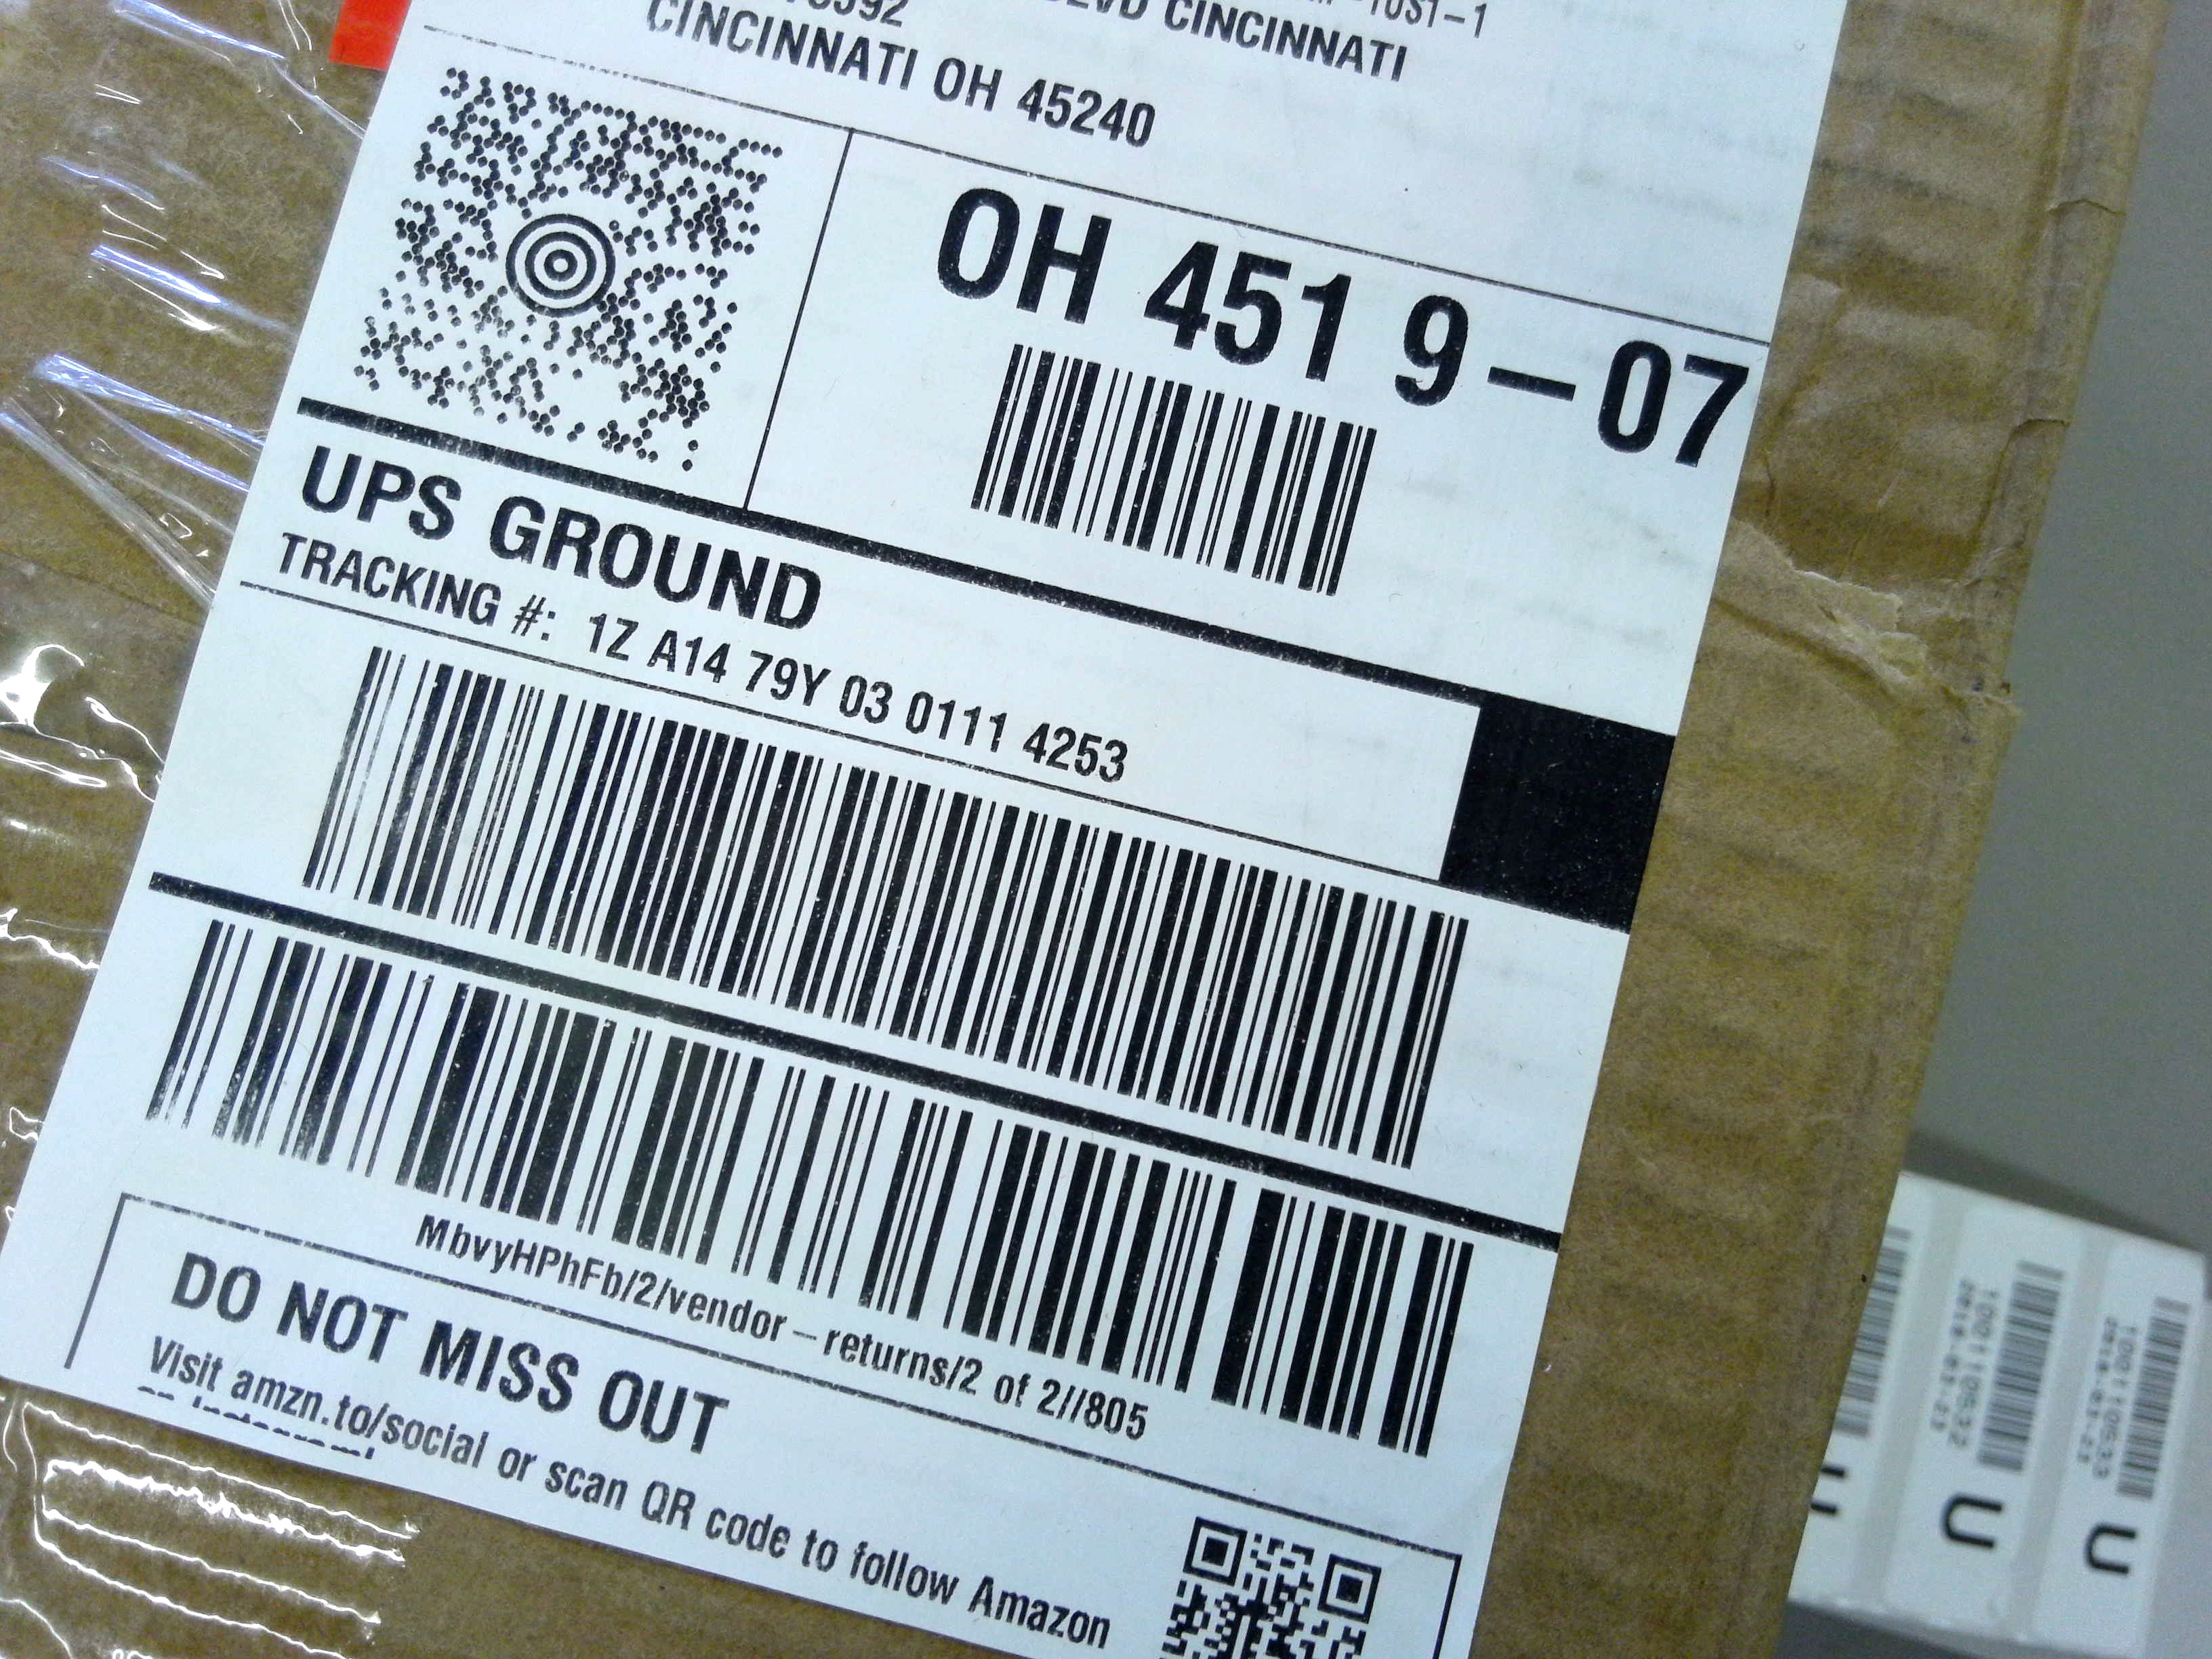 CINCINNATI
CINCINNATI OH 45240
OH 451 9-07
UPS GROUND
TRACKING #: 1Z A14 79Y 03 0111 4253
MbvyHPhFb/2/vendor-returns/2 of 2//805
DO NOT MISS OUT
Visit amzn.to/social or scan QR code to follow Amazon
U
U